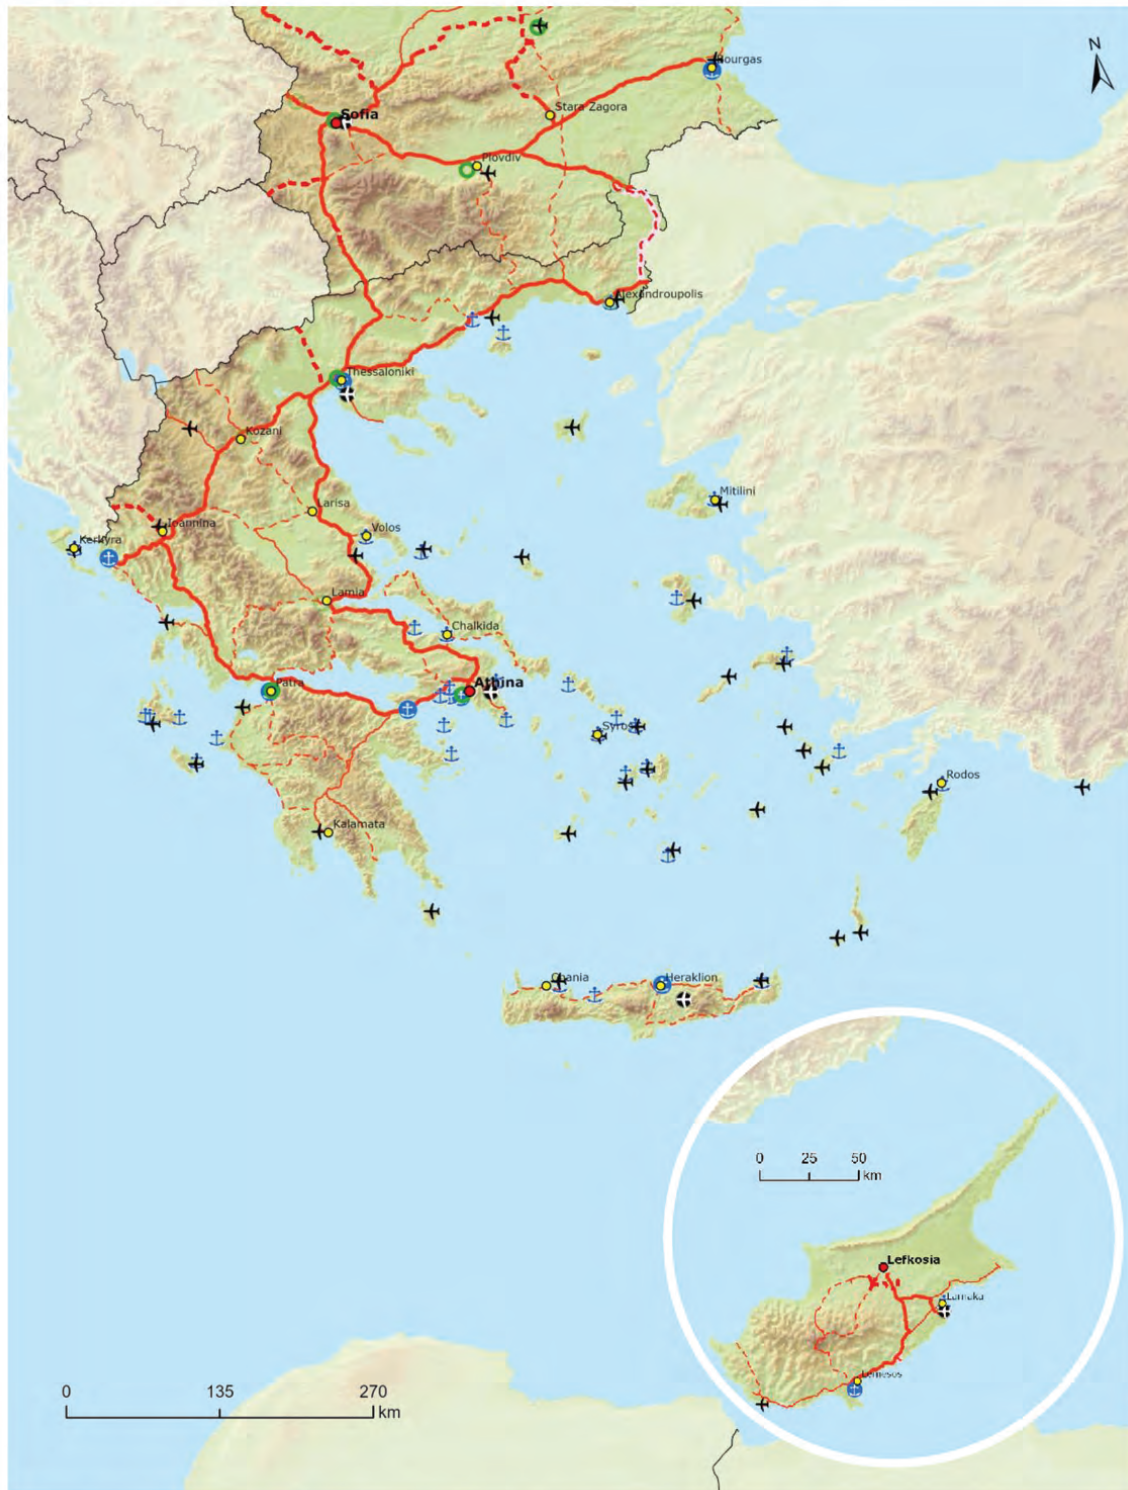 N
Bourgas
Stara Zagora
Sofia
Plovdiv
Alexandroupolis
Thessaloniki
Kozani
Mitilini
Larisa
Ioannina
Volos
Kerkyra
Lamia
Chalkida
Patra
Athina
Syros
Rodos
Kalamata
Chania
Heraklion
0 25 50
km
Lefkosia
Larnaka
Lemesos
0 135 270
km